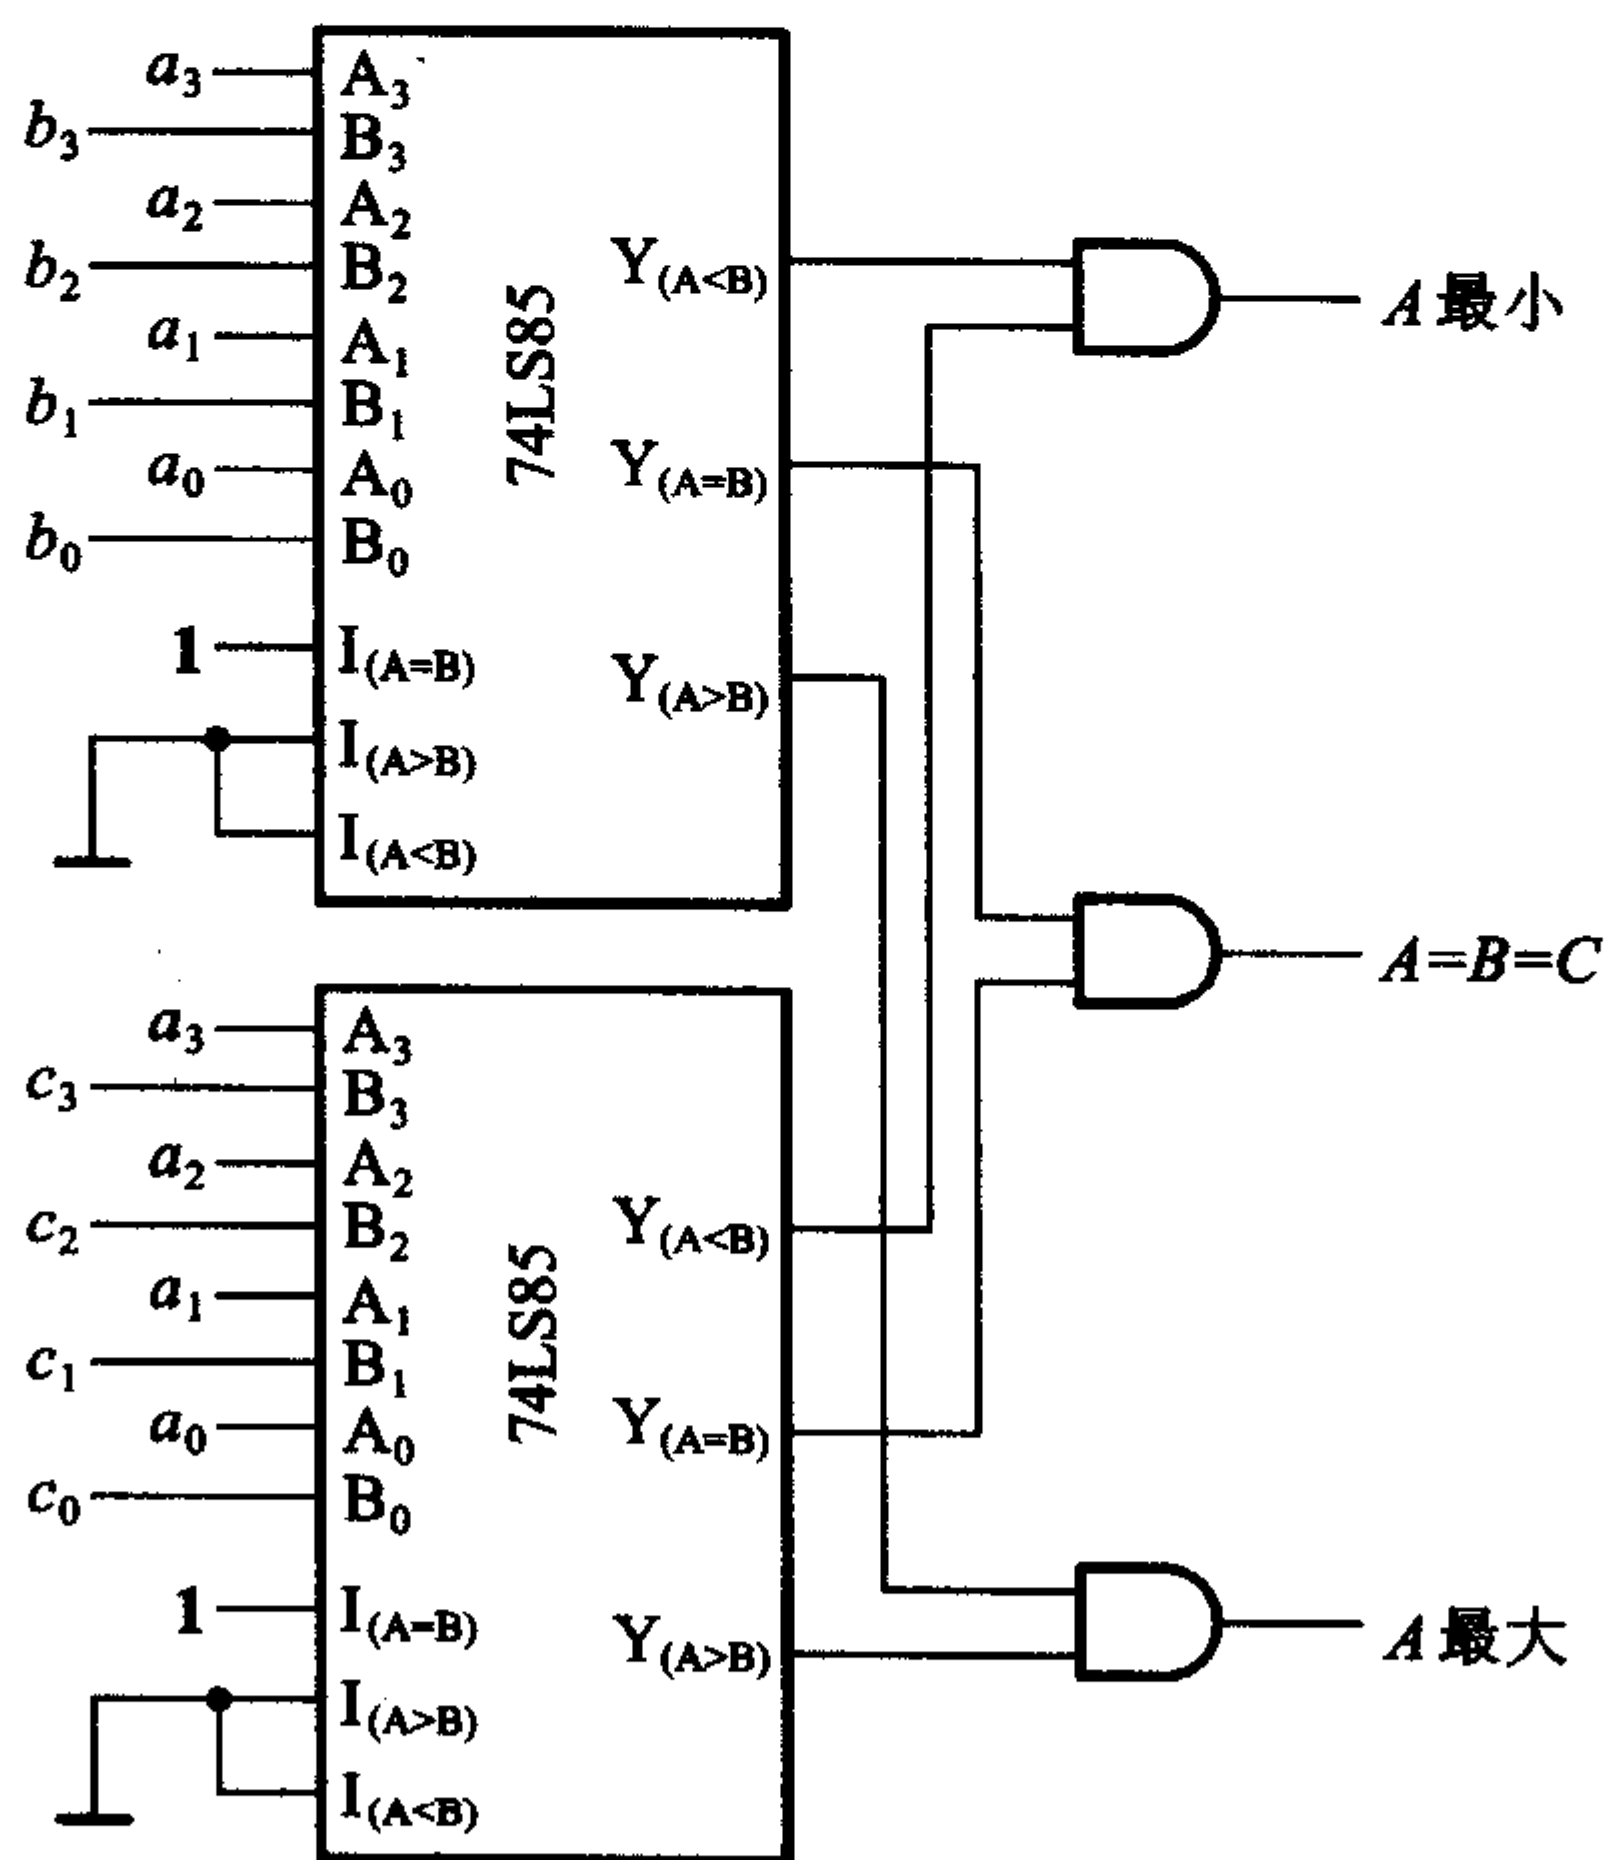 a₃ A₃
b₃ B₃
a₂ A₂
b₂ B₂ Y(A<B) A 最小
a₁ A₁
b₁ B₁ 74LS85
a₀ A₀ Y(A=B)
b₀ B₀
1 I(A=B) Y(A>B)
I(A>B)
I(A<B)
A=B=C
a₃ A₃
c₃ B₃
a₂ A₂
c₂ B₂ Y(A<B)
a₁ A₁
c₁ B₁ 74LS85
a₀ A₀ Y(A=B)
c₀ B₀
1 I(A=B) Y(A>B) A 最大
I(A>B)
I(A<B)